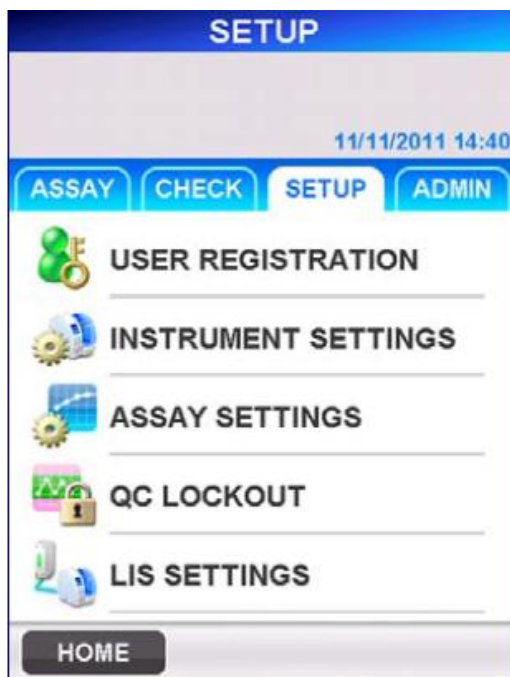 SETUP
11/11/2011 14:40
ASSAY CHECK SETUP ADMIN
USER REGISTRATION
INSTRUMENT SETTINGS
ASSAY SETTINGS
QC LOCKOUT
LIS SETTINGS
HOME